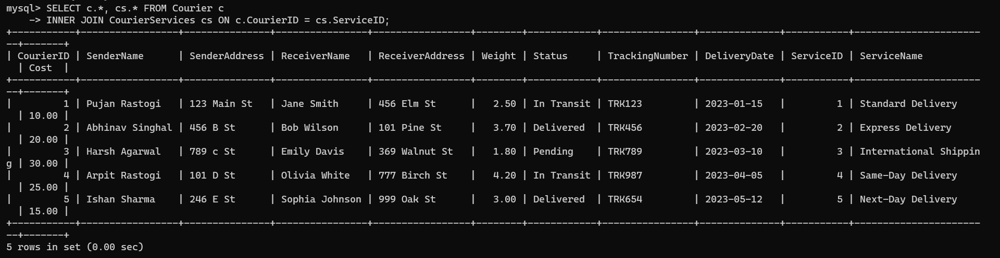 mysql> SELECT c.*, cs.* FROM Courier c
    -> INNER JOIN CourierServices cs ON c.CourierID = cs.ServiceID;
+-----------+-----------------+---------------+----------------+-----------------+--------+------------+----------------+--------------+-----------+----------------------
--+-------+
| CourierID | SenderName      | SenderAddress | ReceiverName   | ReceiverAddress | Weight | Status     | TrackingNumber | DeliveryDate | ServiceID | ServiceName
  | Cost  |
+-----------+-----------------+---------------+----------------+-----------------+--------+------------+----------------+--------------+-----------+----------------------
--+-------+
|         1 | Pujan Rastogi   | 123 Main St   | Jane Smith     | 456 Elm St      |   2.50 | In Transit | TRK123         | 2023-01-15   |         1 | Standard Delivery
  | 10.00 |
|         2 | Abhinav Singhal | 456 B St      | Bob Wilson     | 101 Pine St     |   3.70 | Delivered  | TRK456         | 2023-02-20   |         2 | Express Delivery
  | 20.00 |
|         3 | Harsh Agarwal   | 789 c St      | Emily Davis    | 369 Walnut St   |   1.80 | Pending    | TRK789         | 2023-03-10   |         3 | International Shippin
g | 30.00 |
|         4 | Arpit Rastogi   | 101 D St      | Olivia White   | 777 Birch St    |   4.20 | In Transit | TRK987         | 2023-04-05   |         4 | Same-Day Delivery
  | 25.00 |
|         5 | Ishan Sharma    | 246 E St      | Sophia Johnson | 999 Oak St      |   3.00 | Delivered  | TRK654         | 2023-05-12   |         5 | Next-Day Delivery
  | 15.00 |
+-----------+-----------------+---------------+----------------+-----------------+--------+------------+----------------+--------------+-----------+----------------------
--+-------+
5 rows in set (0.00 sec)